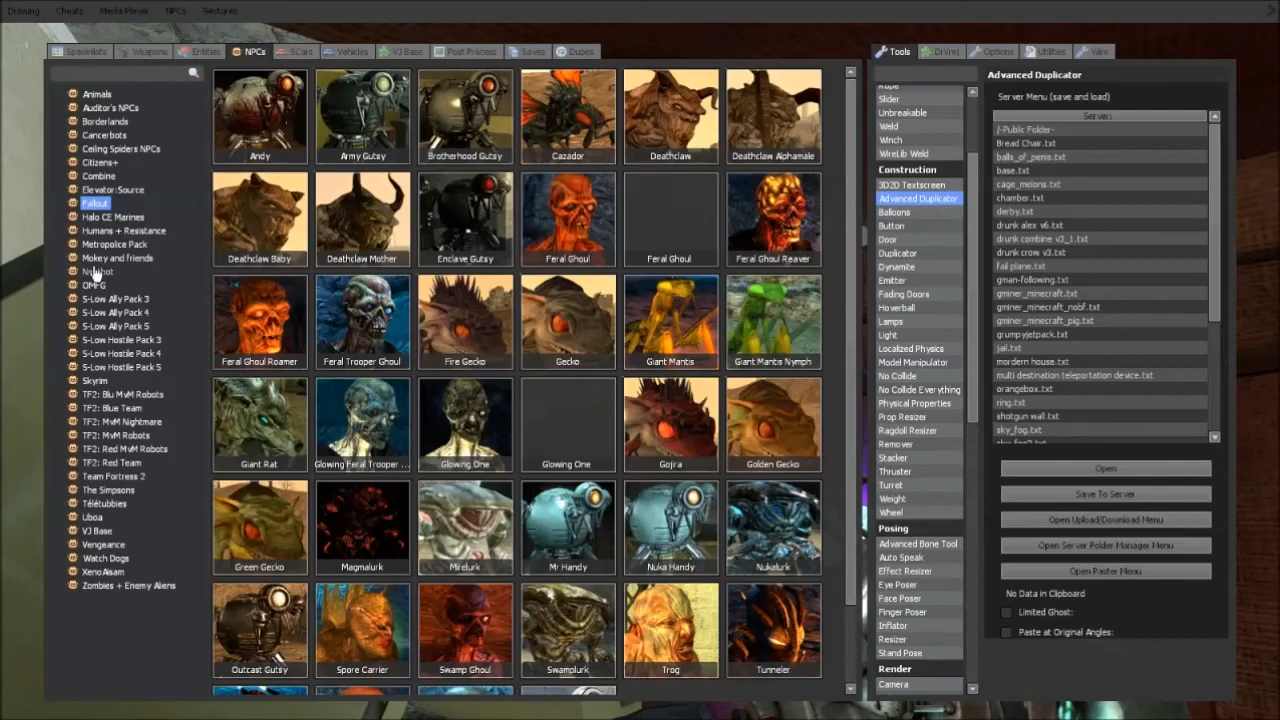 Drawing Cheats Media Player NPCs Gestures
Spawnlists Weapons Entities NPCs SCars Vehicles VJ Base Post Process Saves Dupes
Animals
Auditor's NPCs
Borderlands
Cancerbots
Ceiling Spiders NPCs
Citizens+
Combine
Elevator:Source
Fallout
Halo CE Marines
Humans + Resistance
Metropolice Pack
Mokey and friends
OMFG
S-Low Ally Pack 3
S-Low Ally Pack 4
S-Low Ally Pack 5
S-Low Hostile Pack 3
S-Low Hostile Pack 4
S-Low Hostile Pack 5
Skyrim
TF2: Blu MvM Robots
TF2: Blue Team
TF2: MvM Nightmare
TF2: MvM Robots
TF2: Red MvM Robots
TF2: Red Team
Team Fortress 2
The Simpsons
Télétubbies
Uboa
VJ Base
Vengeance
Watch Dogs
XenoAisam
Zombies + Enemy Aliens
Andy Army Gutsy Brotherhood Gutsy Cazador Deathclaw Deathclaw Alphamale
Deathclaw Baby Deathclaw Mother Enclave Gutsy Feral Ghoul Feral Ghoul Feral Ghoul Reaver
Feral Ghoul Roamer Feral Trooper Ghoul Fire Gecko Gecko Giant Mantis Giant Mantis Nymph
Giant Rat Glowing Feral Trooper ... Glowing One Glowing One Gojira Golden Gecko
Green Gecko Magmalurk Mirelurk Mr Handy Nuka Handy Nukalurk
Outcast Gutsy Spore Carrier Swamp Ghoul Swamplurk Trog Tunneler
Tools DrVrej Options Utilities Wire
Rope
Slider
Unbreakable
Weld
Winch
WireLib Weld
Construction
3D2D Textscreen
Advanced Duplicator
Balloons
Button
Door
Duplicator
Dynamite
Emitter
Fading Doors
Hoverball
Lamps
Light
Localized Physics
Model Manipulator
No Collide
No Collide Everything
Physical Properties
Prop Resizer
Ragdoll Resizer
Remover
Stacker
Thruster
Turret
Weight
Wheel
Posing
Advanced Bone Tool
Auto Speak
Effect Resizer
Eye Poser
Face Poser
Finger Poser
Inflator
Resizer
Stand Pose
Render
Camera
Advanced Duplicator
Server Menu (save and load)
Server:
/-Public Folder-
Bread Chair.txt
balls_of_penis.txt
base.txt
cage_melons.txt
chamber.txt
derby.txt
drunk alex v6.txt
drunk combine v3_1.txt
drunk crow v3.txt
fail plane.txt
gman-following.txt
gminer_minecraft.txt
gminer_minecraft_nobf.txt
gminer_minecraft_pig.txt
grumpyjetpack.txt
jail.txt
mordern house.txt
multi destination teleportation device.txt
orangebox.txt
ring.txt
shotgun wall.txt
sky_fog.txt
sky_fog2.txt
Open
Save To Server
Open Upload/Download Menu
Open Server Folder Manager Menu
Open Paster Menu
No Data in Clipboard
Limited Ghost:
Paste at Original Angles: